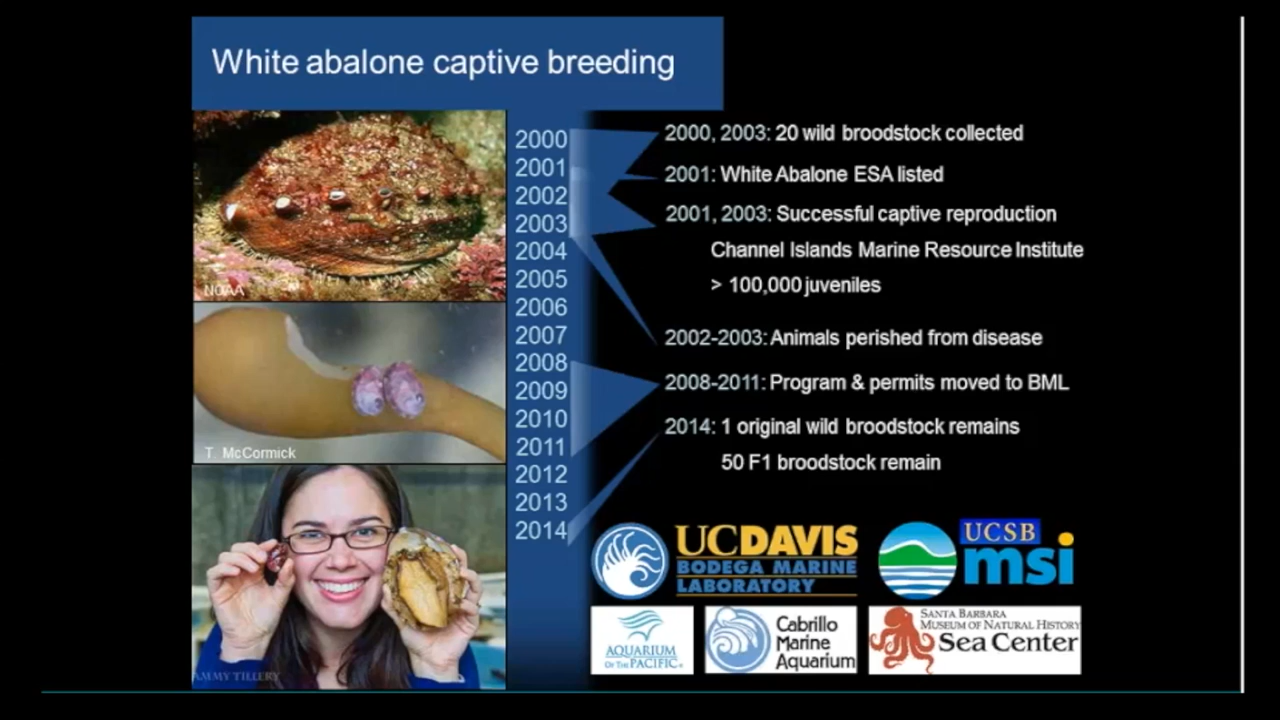 White abalone captive breeding
NOAA
T. McCormick
AMMY TILLERY
2000
2001
2002
2003
2004
2005
2006
2007
2008
2009
2010
2011
2012
2013
2014
2000, 2003: 20 wild broodstock collected
2001: White Abalone ESA listed
2001, 2003: Successful captive reproduction
Channel Islands Marine Resource Institute
> 100,000 juveniles
2002-2003: Animals perished from disease
2008-2011: Program & permits moved to BML
2014: 1 original wild broodstock remains
50 F1 broodstock remain
UCDAVIS
BODEGA MARINE
LABORATORY
UCSB
msi
AQUARIUM
OF THE PACIFIC
Cabrillo
Marine
Aquarium
SANTA BARBARA
MUSEUM OF NATURAL HISTORY
Sea Center